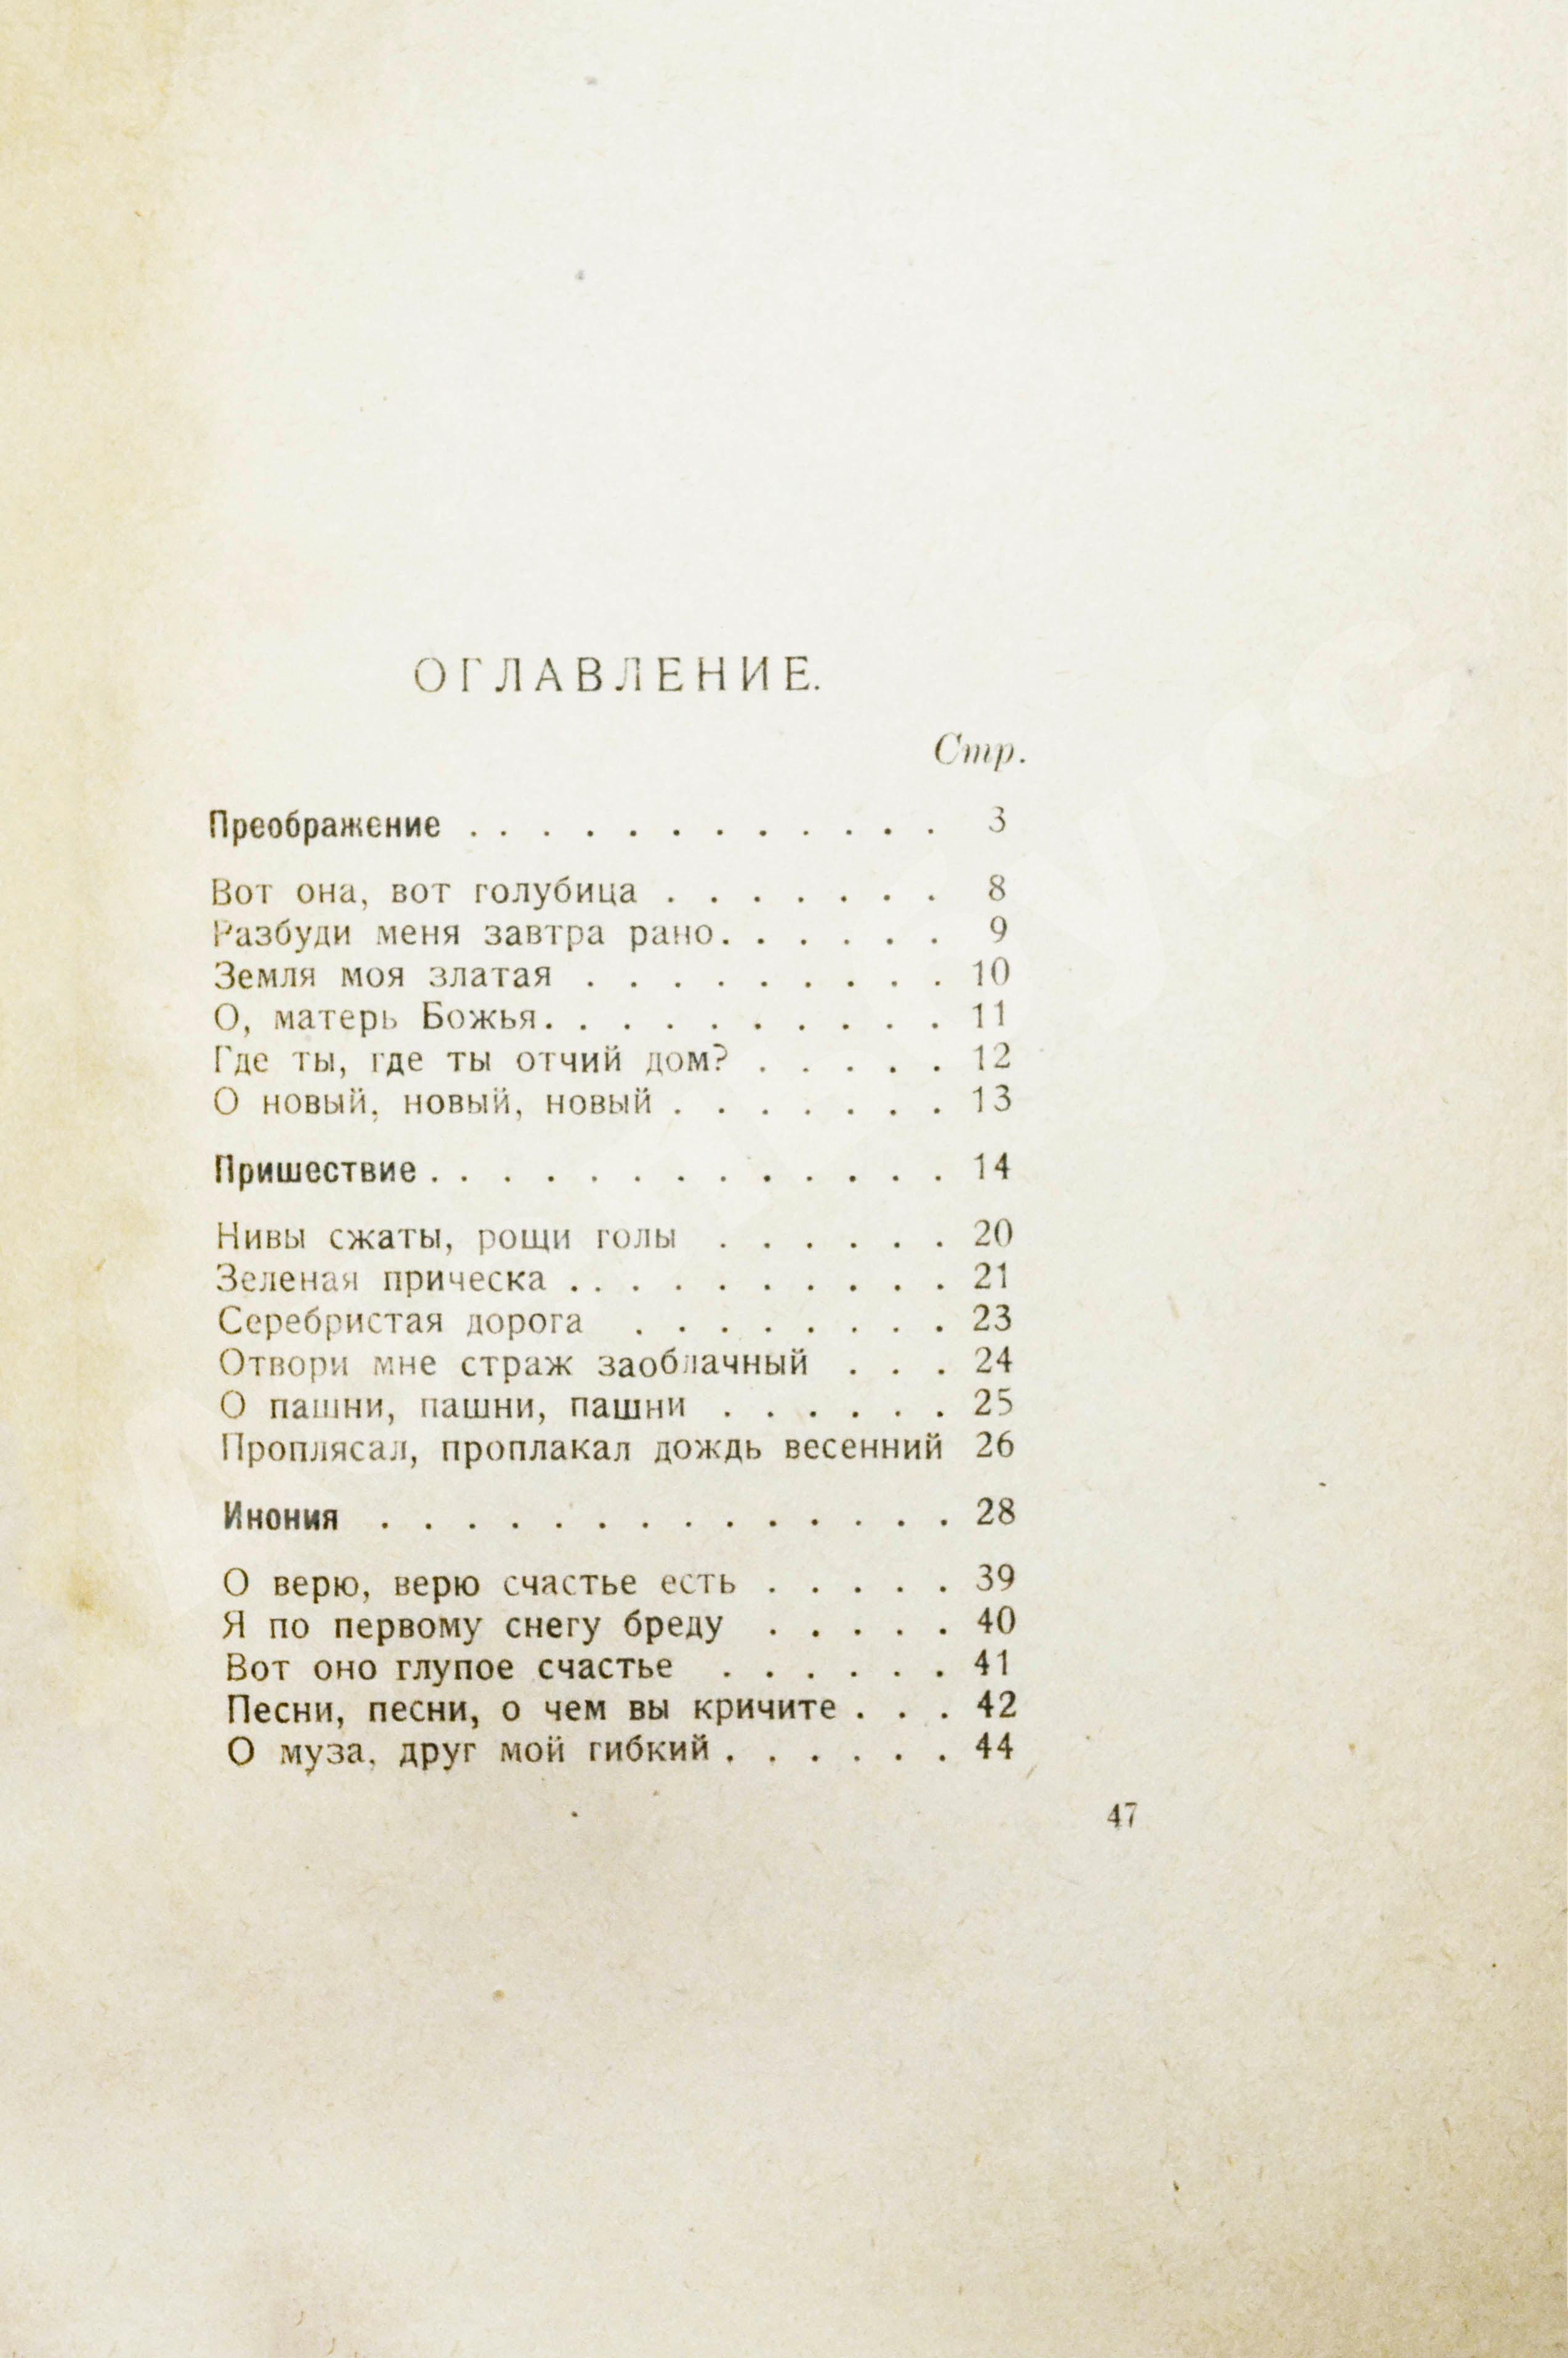 ОГЛАВЛЕНИЕ.
Стр.
Преображение . . . . . . . . . . . . 3
Вот она, вот голубица . . . . . . . 8
Разбуди меня завтра рано. . . . . . 9
Земля моя златая . . . . . . . . . 10
О, матерь Божья. . . . . . . . . . 11
Где ты, где ты отчий дом? . . . . . 12
О новый, новый, новый . . . . . . . 13
Пришествие . . . . . . . . . . . . . 14
Нивы сжаты, рощи голы . . . . . . 20
Зеленая прическа . . . . . . . . . . 21
Серебристая дорога . . . . . . . . 23
Отвори мне страж заоблачный . . . 24
О пашни, пашни, пашни . . . . . . 25
Проплясал, проплакал дождь весенний 26
Инония . . . . . . . . . . . . . . 28
О верю, верю счастье есть . . . . . 39
Я по первому снегу бреду . . . . . 40
Вот оно глупое счастье . . . . . . 41
Песни, песни, о чем вы кричите . . . 42
О муза, друг мой гибкий . . . . . . 44
47